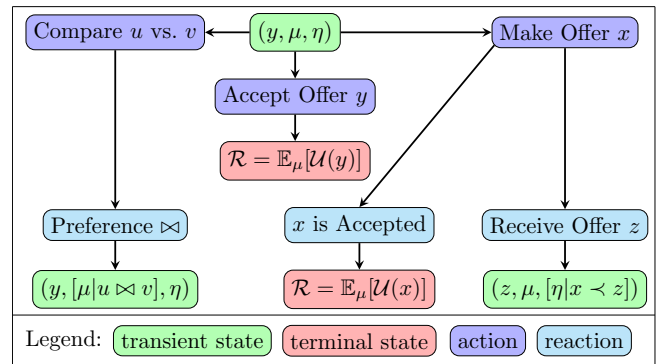 Compare u vs. v
(y, μ, η)
Make Offer x
Accept Offer y
ℛ = 𝔼_μ[𝒰(y)]
Preference ⋈
x is Accepted
Receive Offer z
(y, [μ|u ⋈ v], η)
ℛ = 𝔼_μ[𝒰(x)]
(z, μ, [η|x ≺ z])
Legend: transient state terminal state action reaction